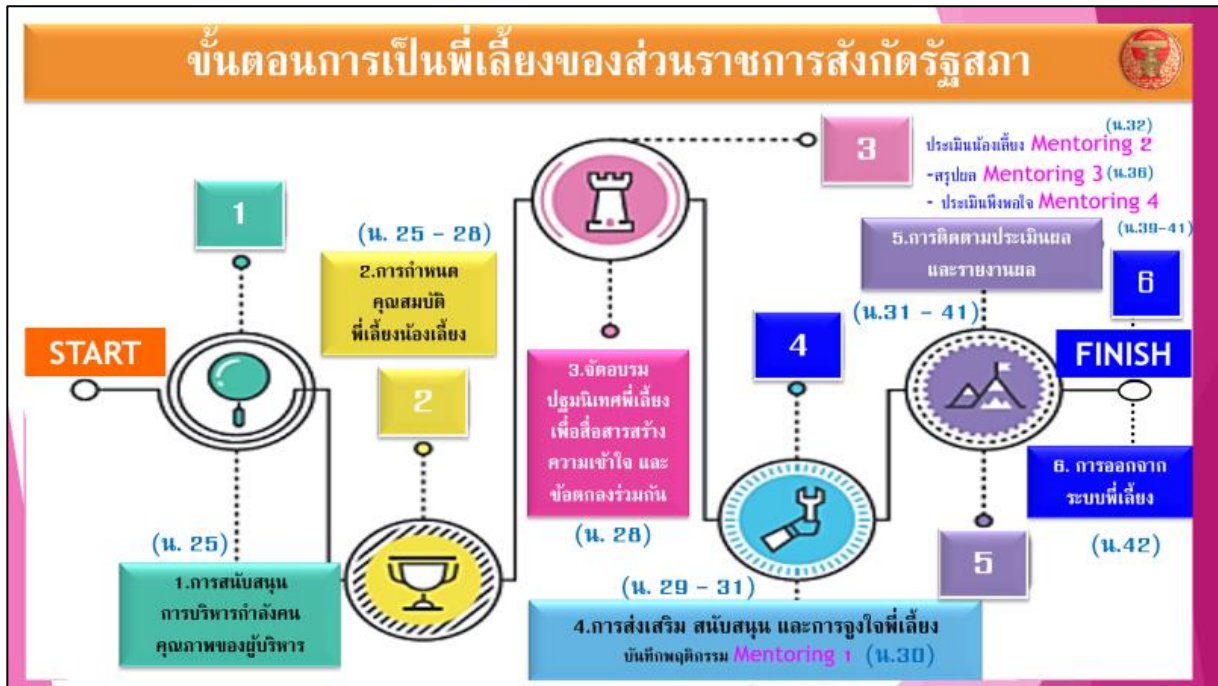 ขั้นตอนการเป็นพี่เลี้ยงของส่วนราชการสังกัดรัฐสภา
START
1
(น. 25)
1.การสนับสนุน
การบริหารกำลังคน
คุณภาพของผู้บริหาร
(น. 25 - 28)
2.การกำหนด
คุณสมบัติ
พี่เลี้ยงน้องเลี้ยง
2
3
3.จัดอบรม
ปฐมนิเทศพี่เลี้ยง
เพื่อสื่อสารสร้าง
ความเข้าใจ และ
ข้อตกลงร่วมกัน
(น. 28)
4
(น. 29 - 31)
4.การส่งเสริม สนับสนุน และการจูงใจพี่เลี้ยง
บันทึกพฤติกรรม Mentoring 1 (น.30)
(น.32)
ประเมินน้องเลี้ยง Mentoring 2
-สรุปผล Mentoring 3 (น.36)
- ประเมินพึงพอใจ Mentoring 4
(น.39-41)
5.การติดตามประเมินผล
และรายงานผล
(น.31 - 41)
5
6
FINISH
6. การออกจาก
ระบบพี่เลี้ยง
(น.42)